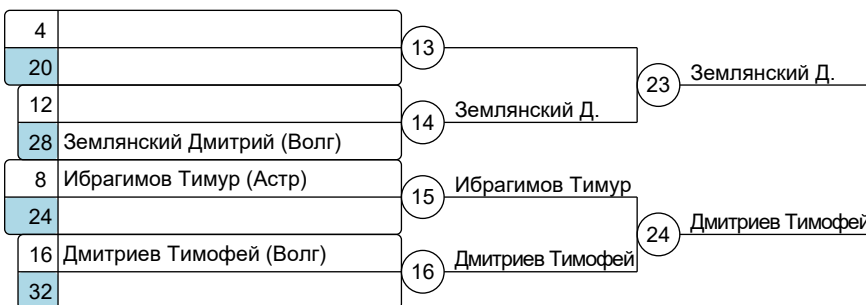 4
13
20
23 Землянский Д.
12
14 Землянский Д.
28 Землянский Дмитрий (Волг)
8 Ибрагимов Тимур (Астр)
15 Ибрагимов Тимур
24
24 Дмитриев Тимофей
16 Дмитриев Тимофей (Волг)
16 Дмитриев Тимофей
32